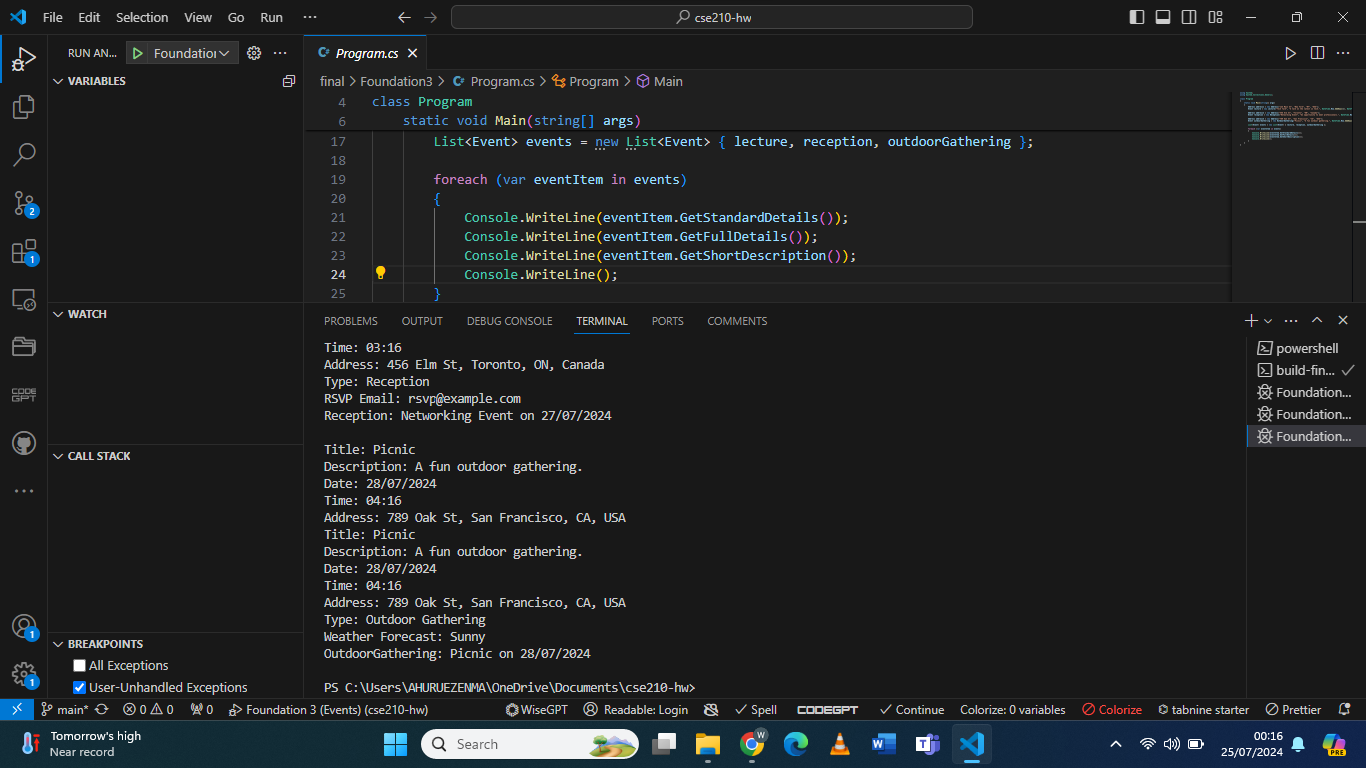 File Edit Selection View Go Run ··· cse210-hw
RUN AN... Foundation ···
Program.cs
VARIABLES
final > Foundation3 > Program.cs > Program > Main
4 class Program
6 static void Main(string[] args)
17 List<Event> events = new List<Event> { lecture, reception, outdoorGathering };
18
19 foreach (var eventItem in events)
20 {
21 Console.WriteLine(eventItem.GetStandardDetails());
22 Console.WriteLine(eventItem.GetFullDetails());
23 Console.WriteLine(eventItem.GetShortDescription());
24 Console.WriteLine();
25 }
WATCH
CALL STACK
BREAKPOINTS
All Exceptions
User-Unhandled Exceptions
2
1
CODE
GPT
1
1
PROBLEMS OUTPUT DEBUG CONSOLE TERMINAL PORTS COMMENTS
Time: 03:16
Address: 456 Elm St, Toronto, ON, Canada
Type: Reception
RSVP Email: rsvp@example.com
Reception: Networking Event on 27/07/2024
Title: Picnic
Description: A fun outdoor gathering.
Date: 28/07/2024
Time: 04:16
Address: 789 Oak St, San Francisco, CA, USA
Title: Picnic
Description: A fun outdoor gathering.
Date: 28/07/2024
Time: 04:16
Address: 789 Oak St, San Francisco, CA, USA
Type: Outdoor Gathering
Weather Forecast: Sunny
OutdoorGathering: Picnic on 28/07/2024
PS C:\Users\AHURUEZENMA\OneDrive\Documents\cse210-hw>
powershell
build-fin...
Foundation...
Foundation...
Foundation...
main* 0 0 0 Foundation 3 (Events) (cse210-hw) WiseGPT Readable: Login Spell CODEGPT Continue Colorize: 0 variables Colorize tabnine starter Prettier
Tomorrow's high
Near record
Search
W
PRE
00:16
25/07/2024